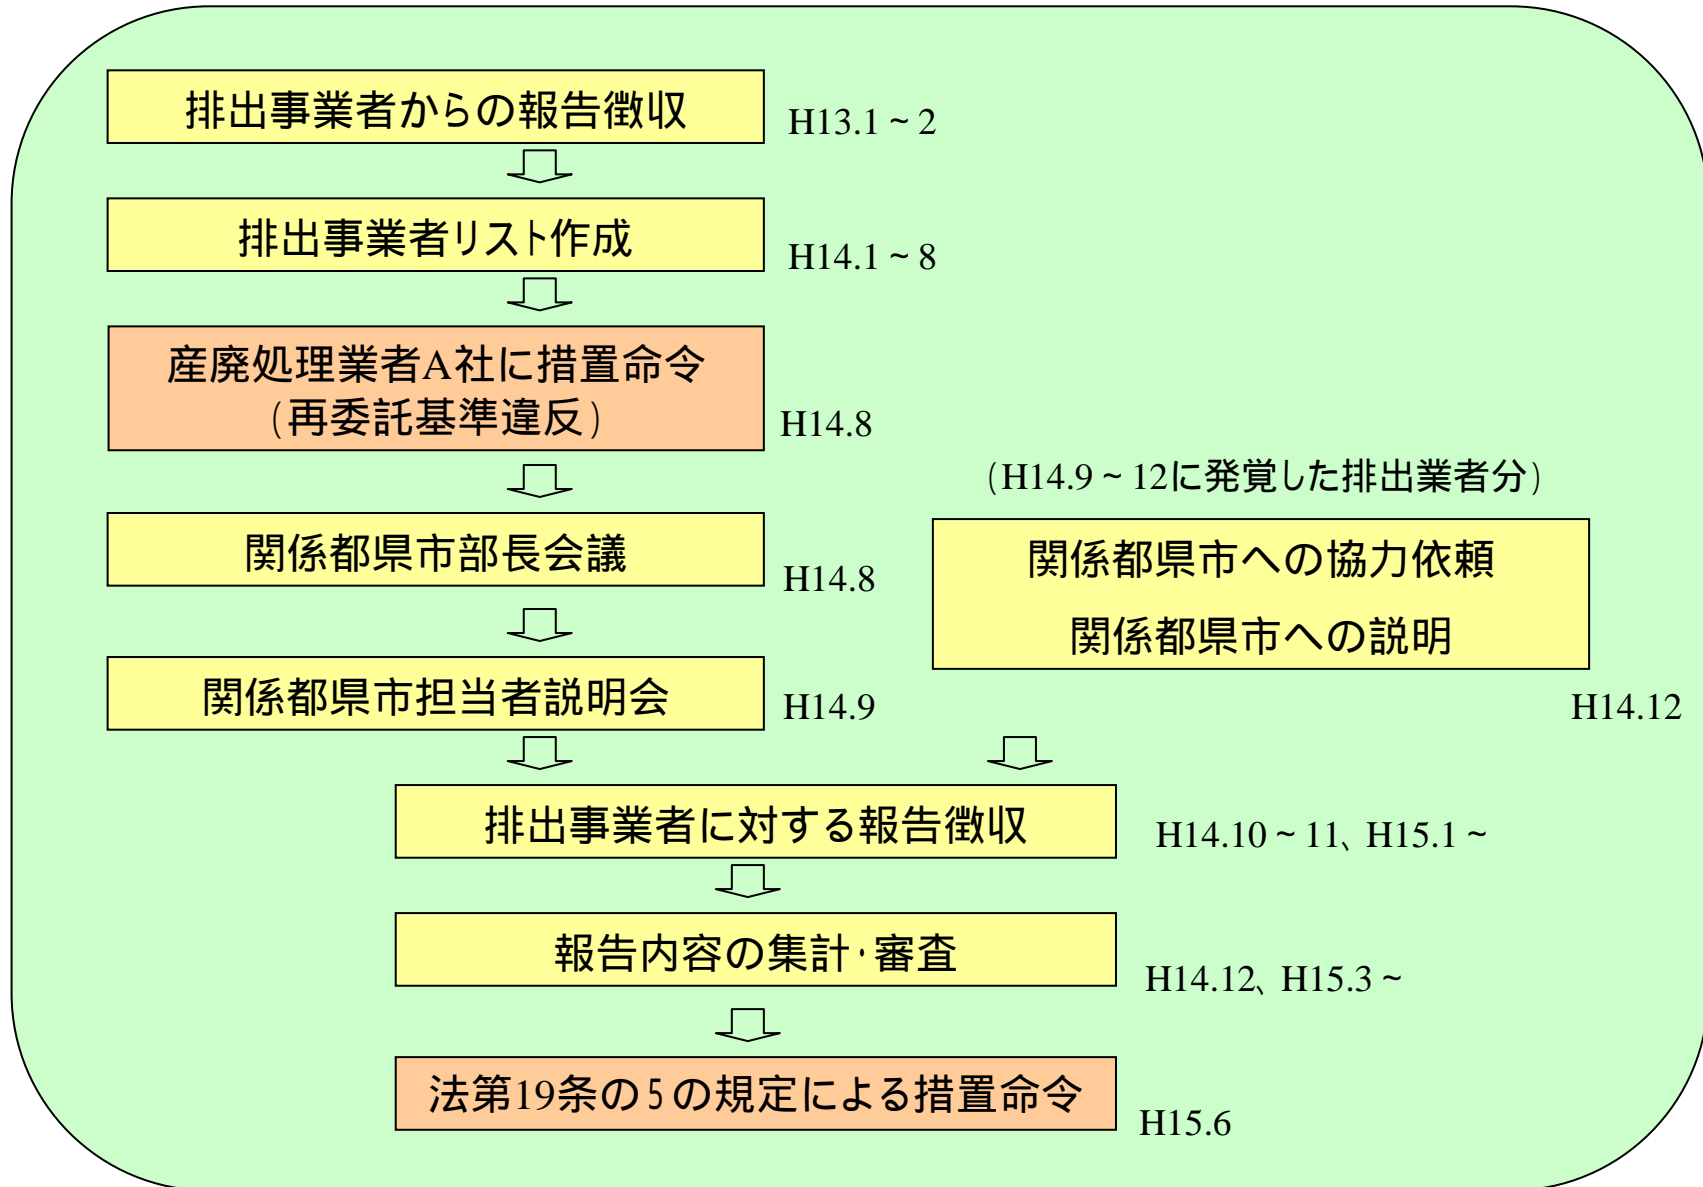 排出事業者からの報告徴収
H13.1~2
排出事業者リスト作成
H14.1~8
産廃処理業者A社に措置命令
(再委託基準違反)
H14.8
関係都県市部長会議
H14.8
関係都県市担当者説明会
H14.9
(H14.9~12に発覚した排出業者分)
関係都県市への協力依頼
関係都県市への説明
H14.12
排出事業者に対する報告徴収
H14.10~11、H15.1~
報告内容の集計・審査
H14.12、H15.3~
法第19条の5の規定による措置命令
H15.6